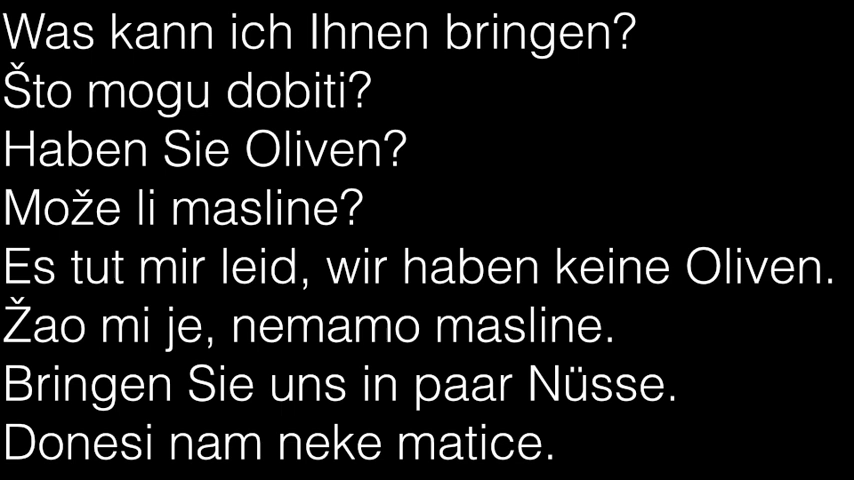 Was kann ich Ihnen bringen?
Što mogu dobiti?
Haben Sie Oliven?
Može li masline?
Es tut mir leid, wir haben keine Oliven.
Žao mi je, nemamo masline.
Bringen Sie uns in paar Nüsse.
Donesi nam neke matice.